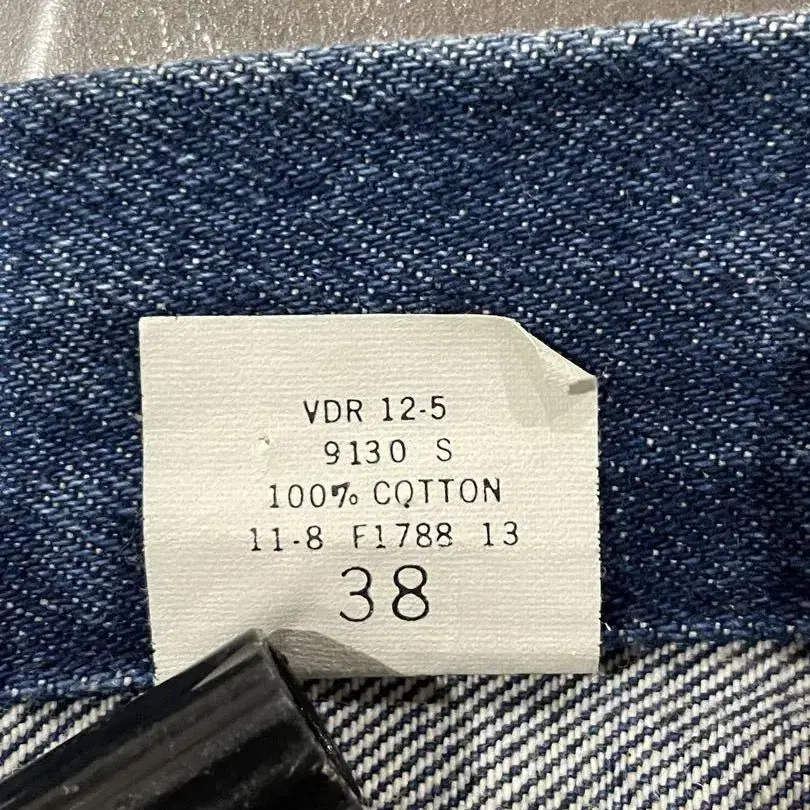 VDR 12-5
9130 S
100% COTTON
11-8 F1788 13
38